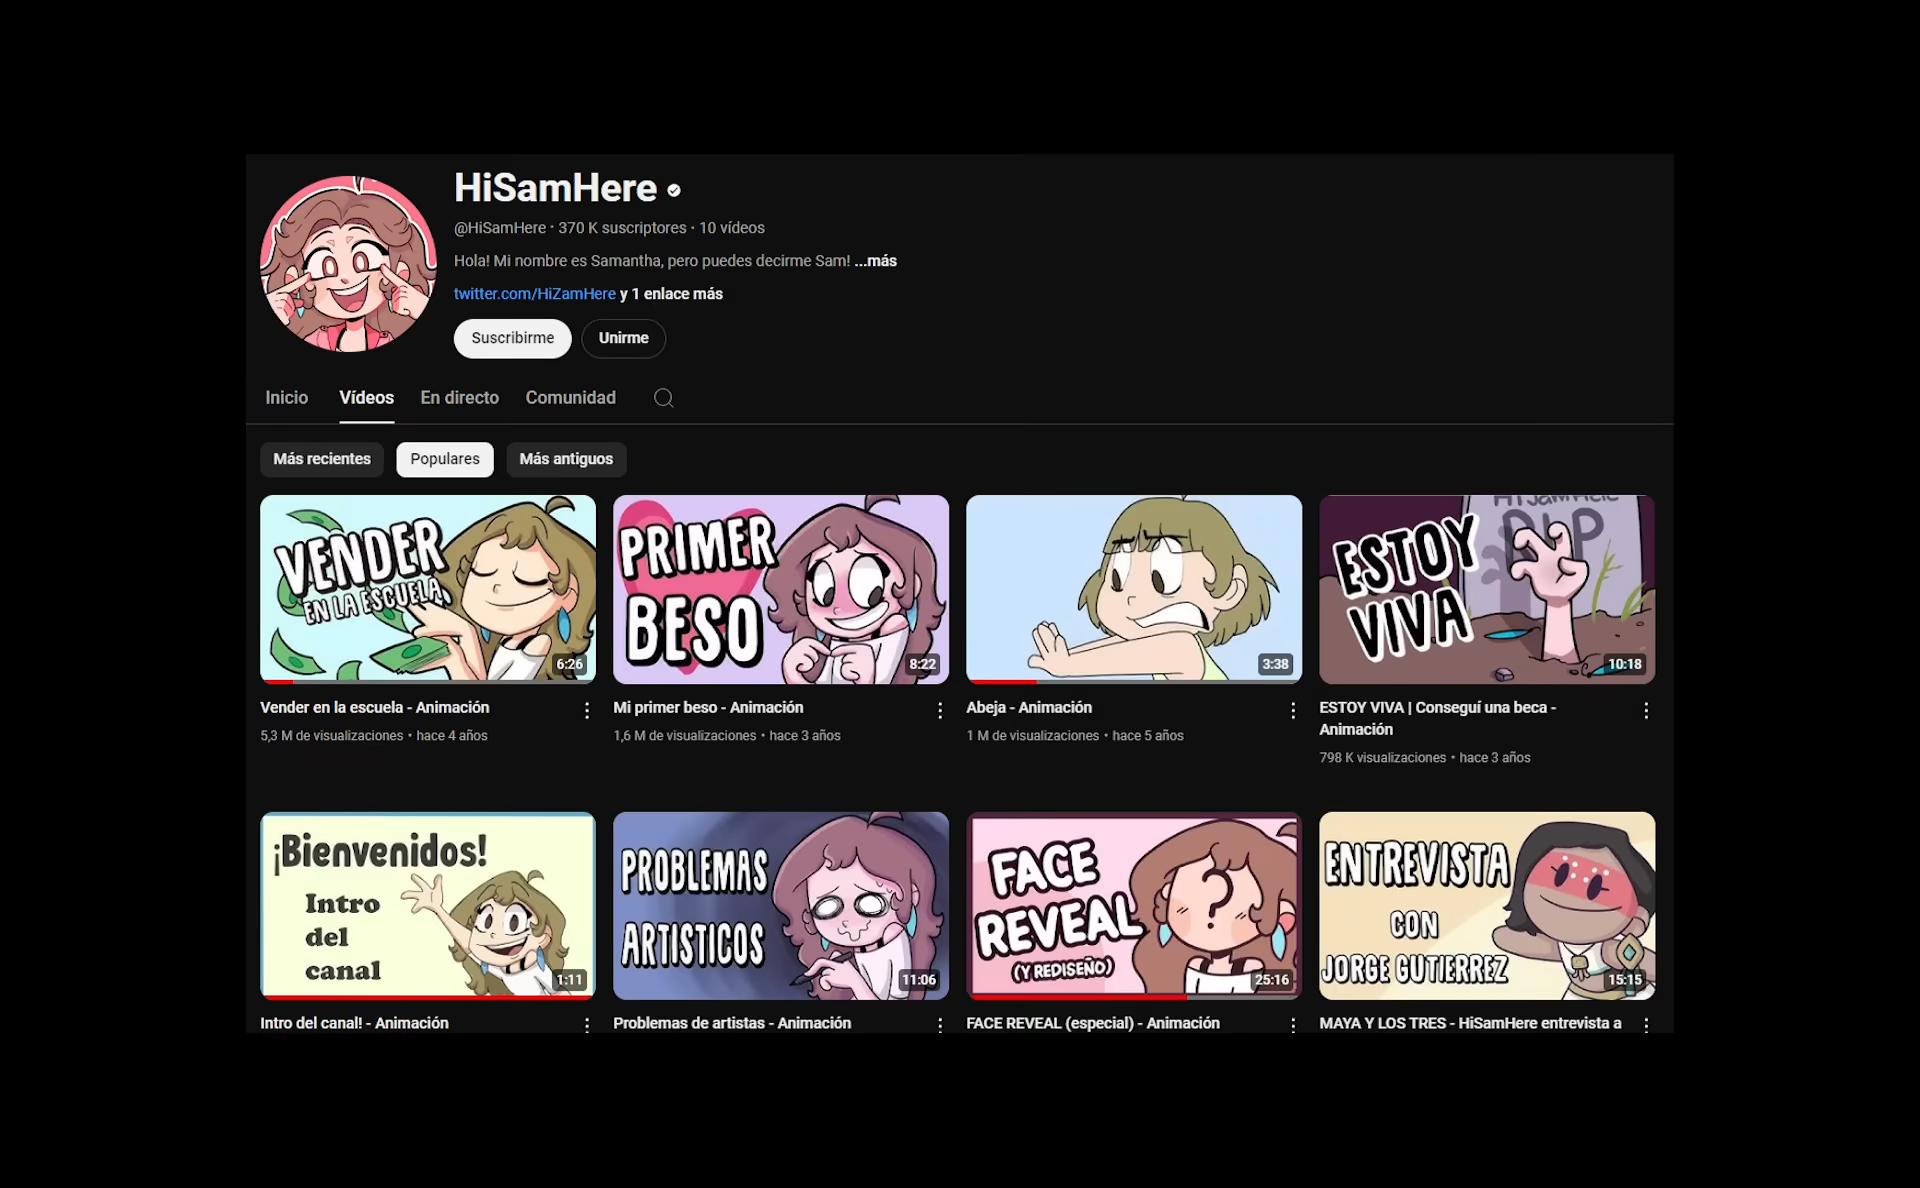 HiSamHere
@HiSamHere · 370 K suscriptores · 10 vídeos
Hola! Mi nombre es Samantha, pero puedes decirme Sam! ...más
twitter.com/HiZamHere y 1 enlace más
Suscribirme
Unirme
Inicio
Vídeos
En directo
Comunidad
Más recientes
Populares
Más antiguos
VENDER
EN LA ESCUELA
6:26
PRIMER
BESO
8:22
3:38
HiSamHere
RIP
ESTOY
VIVA
10:18
Vender en la escuela - Animación
5,3 M de visualizaciones • hace 4 años
Mi primer beso - Animación
1,6 M de visualizaciones • hace 3 años
Abeja - Animación
1 M de visualizaciones • hace 5 años
ESTOY VIVA | Conseguí una beca -
Animación
798 K visualizaciones • hace 3 años
¡Bienvenidos!
Intro
del
canal
1:11
PROBLEMAS
ARTISTICOS
11:06
FACE
REVEAL
(Y REDISEÑO)
25:16
ENTREVISTA
CON
JORGE GUTIERREZ
15:15
Intro del canal! - Animación
Problemas de artistas - Animación
FACE REVEAL (especial) - Animación
MAYA Y LOS TRES - HiSamHere entrevista a